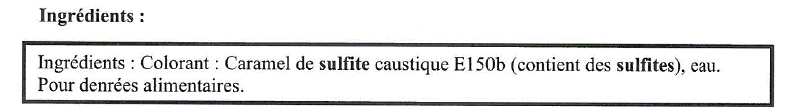 Ingrédients :
Ingrédients : Colorant : Caramel de sulfite caustique E150b (contient des sulfites), eau.
Pour denrées alimentaires.